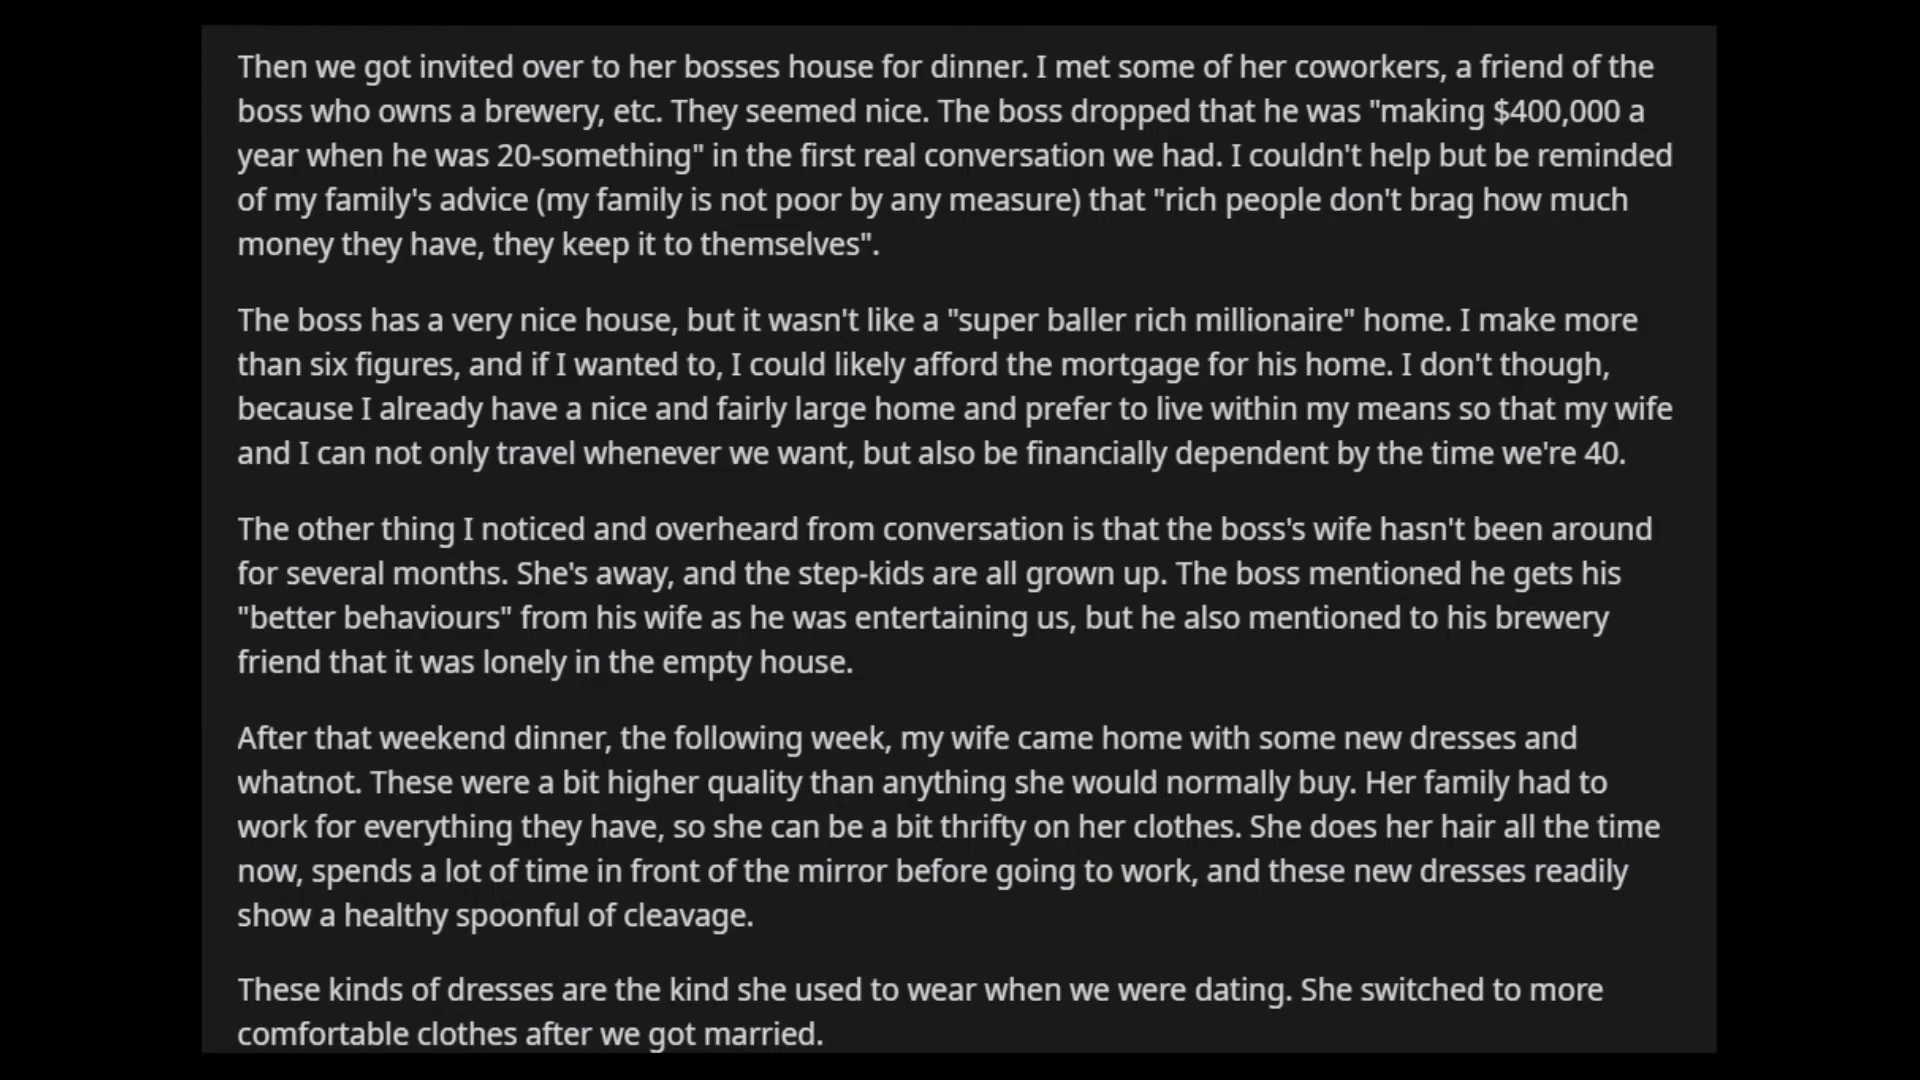 Then we got invited over to her bosses house for dinner. I met some of her coworkers, a friend of the
boss who owns a brewery, etc. They seemed nice. The boss dropped that he was "making $400,000 a
year when he was 20-something" in the first real conversation we had. I couldn't help but be reminded
of my family's advice (my family is not poor by any measure) that "rich people don't brag how much
money they have, they keep it to themselves".
The boss has a very nice house, but it wasn't like a "super baller rich millionaire" home. I make more
than six figures, and if I wanted to, I could likely afford the mortgage for his home. I don't though,
because I already have a nice and fairly large home and prefer to live within my means so that my wife
and I can not only travel whenever we want, but also be financially dependent by the time we're 40.
The other thing I noticed and overheard from conversation is that the boss's wife hasn't been around
for several months. She's away, and the step-kids are all grown up. The boss mentioned he gets his
"better behaviours" from his wife as he was entertaining us, but he also mentioned to his brewery
friend that it was lonely in the empty house.
After that weekend dinner, the following week, my wife came home with some new dresses and
whatnot. These were a bit higher quality than anything she would normally buy. Her family had to
work for everything they have, so she can be a bit thrifty on her clothes. She does her hair all the time
now, spends a lot of time in front of the mirror before going to work, and these new dresses readily
show a healthy spoonful of cleavage.
These kinds of dresses are the kind she used to wear when we were dating. She switched to more
comfortable clothes after we got married.